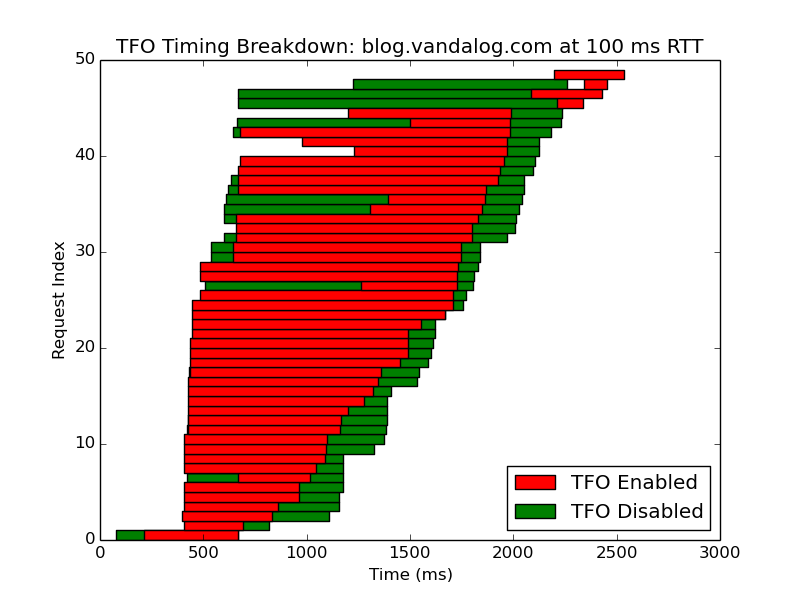 TFO Timing Breakdown: blog.vandalog.com at 100 ms RTT
50
40
30
20
10
0
Request Index
TFO Enabled
TFO Disabled
0 500 1000 1500 2000 2500 3000
Time (ms)